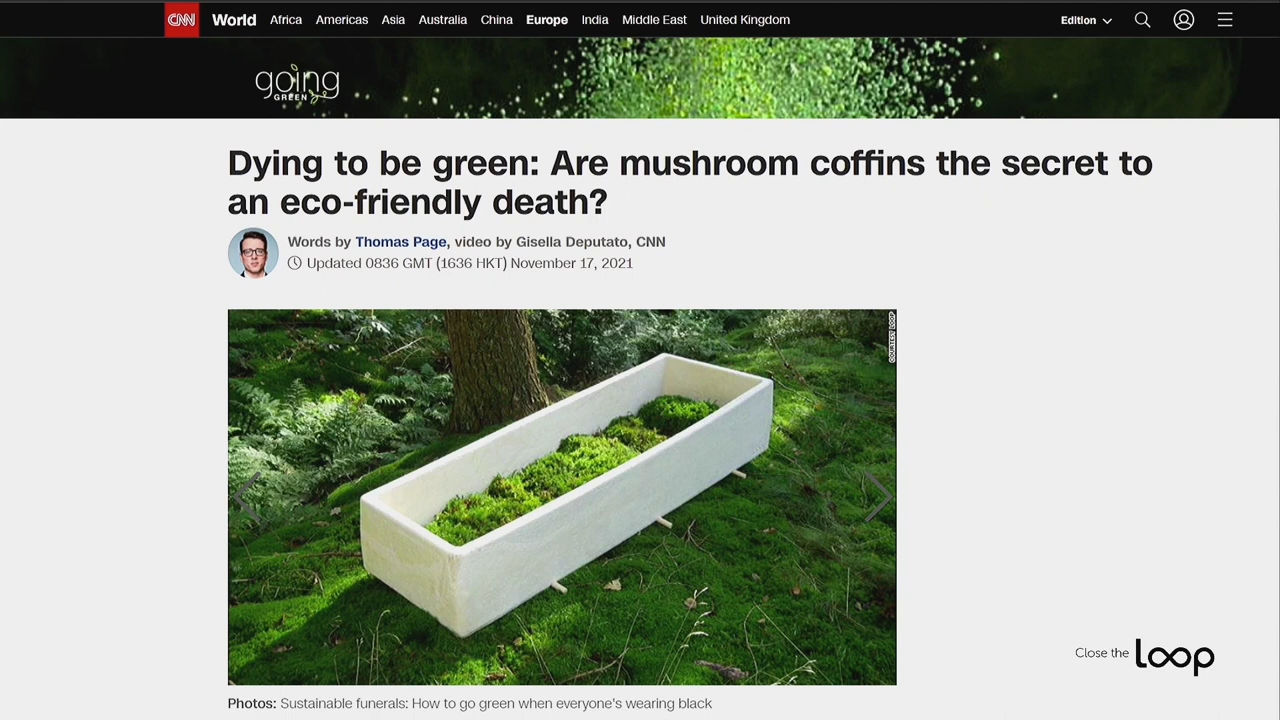 CNN World Africa Americas Asia Australia China Europe India Middle East United Kingdom Edition
going
GREEN
Dying to be green: Are mushroom coffins the secret to
an eco-friendly death?
Words by Thomas Page, video by Gisella Deputato, CNN
Updated 0836 GMT (1636 HKT) November 17, 2021
COURTESY LOOP
Close the loop
Photos: Sustainable funerals: How to go green when everyone's wearing black